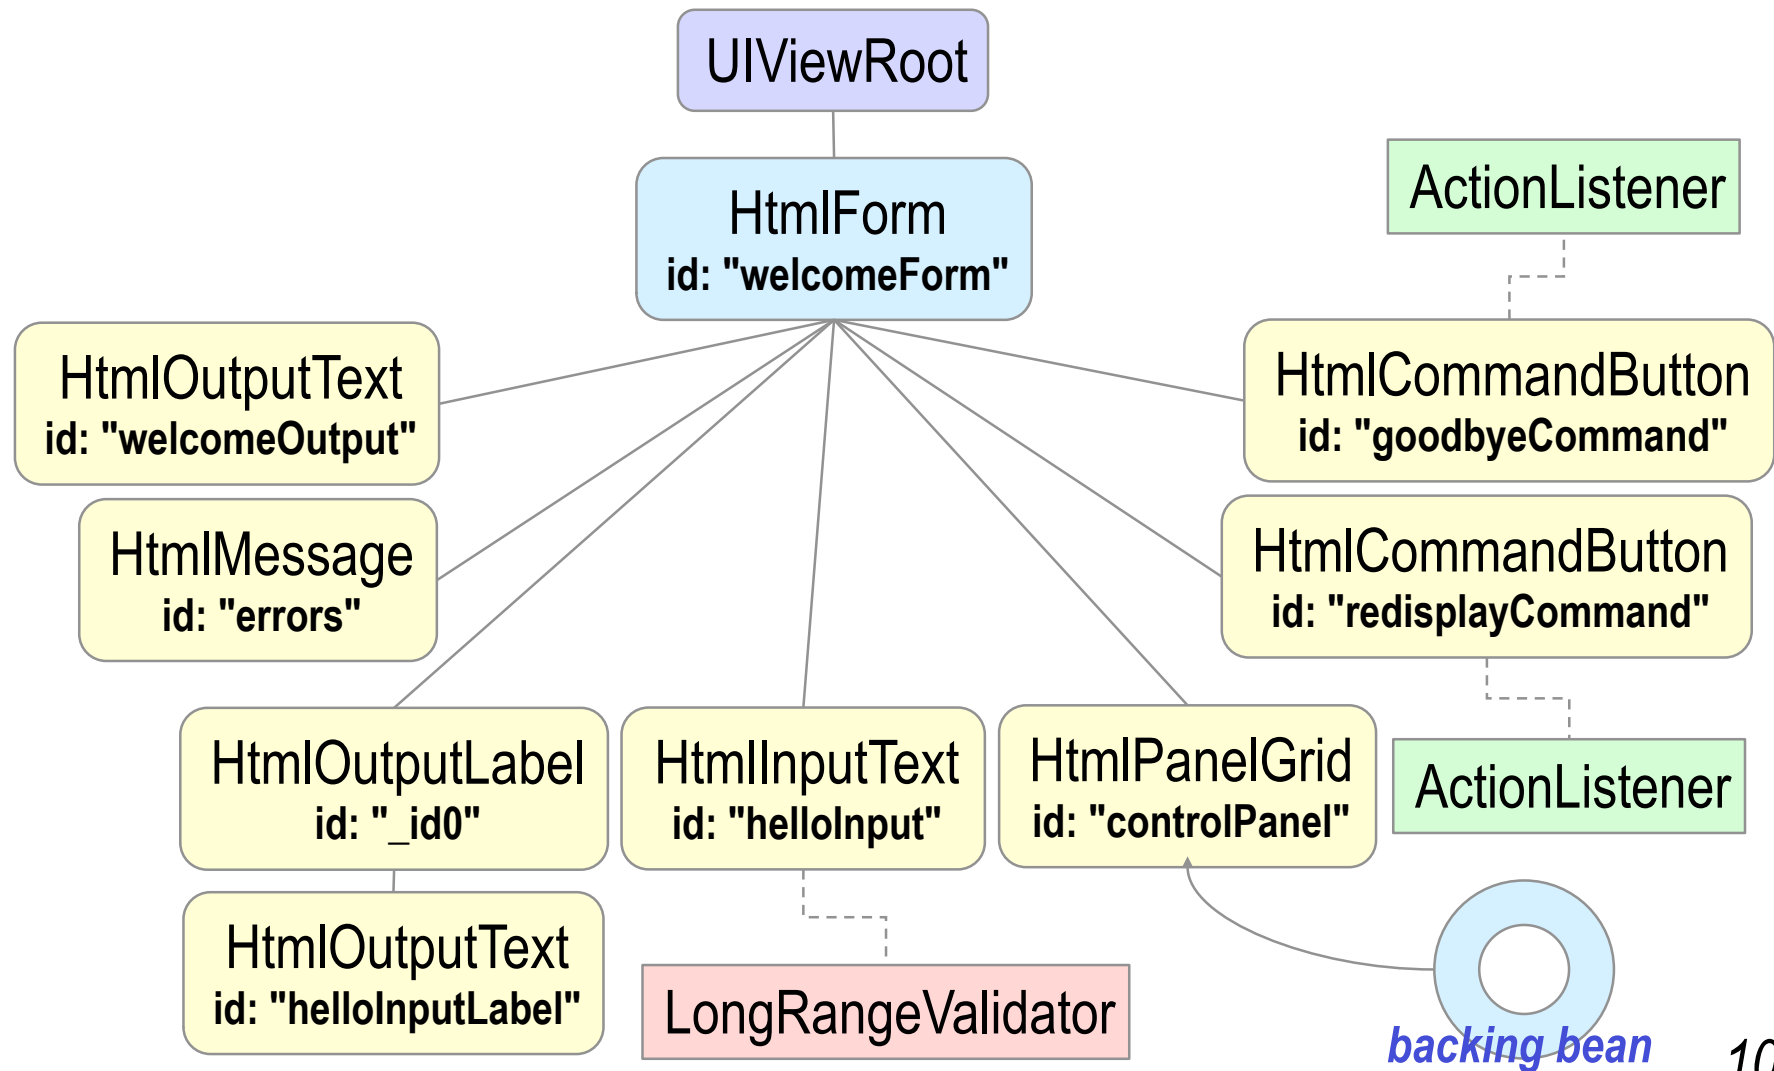 UIViewRoot
HtmlForm
id: "welcomeForm"
ActionListener
HtmlOutputText
id: "welcomeOutput"
HtmlCommandButton
id: "goodbyeCommand"
HtmlMessage
id: "errors"
HtmlCommandButton
id: "redisplayCommand"
HtmlOutputLabel
id: "_id0"
HtmlInputText
id: "helloInput"
HtmlPanelGrid
id: "controlPanel"
ActionListener
HtmlOutputText
id: "helloInputLabel"
LongRangeValidator
backing bean
10